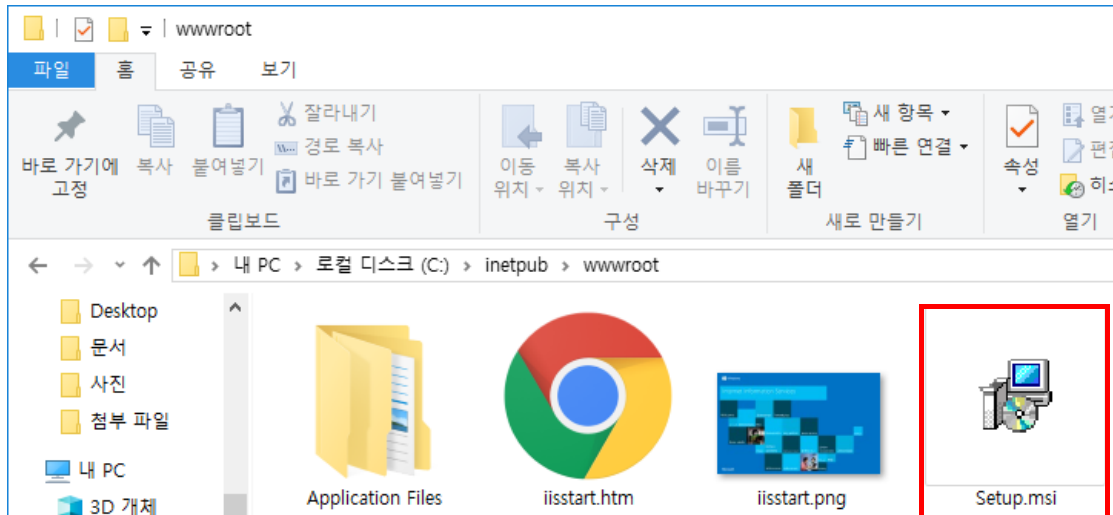 wwwroot
파일 홈 공유 보기
바로 가기에
고정
복사
붙여넣기
잘라내기
경로 복사
바로 가기 붙여넣기
클립보드
이동
위치
복사
위치
삭제
이름
바꾸기
구성
새
폴더
새 항목
빠른 연결
새로 만들기
속성
열기
내 PC > 로컬 디스크 (C:) > inetpub > wwwroot
Desktop
문서
사진
첨부 파일
내 PC
3D 개체
Application Files
iisstart.htm
iisstart.png
Setup.msi